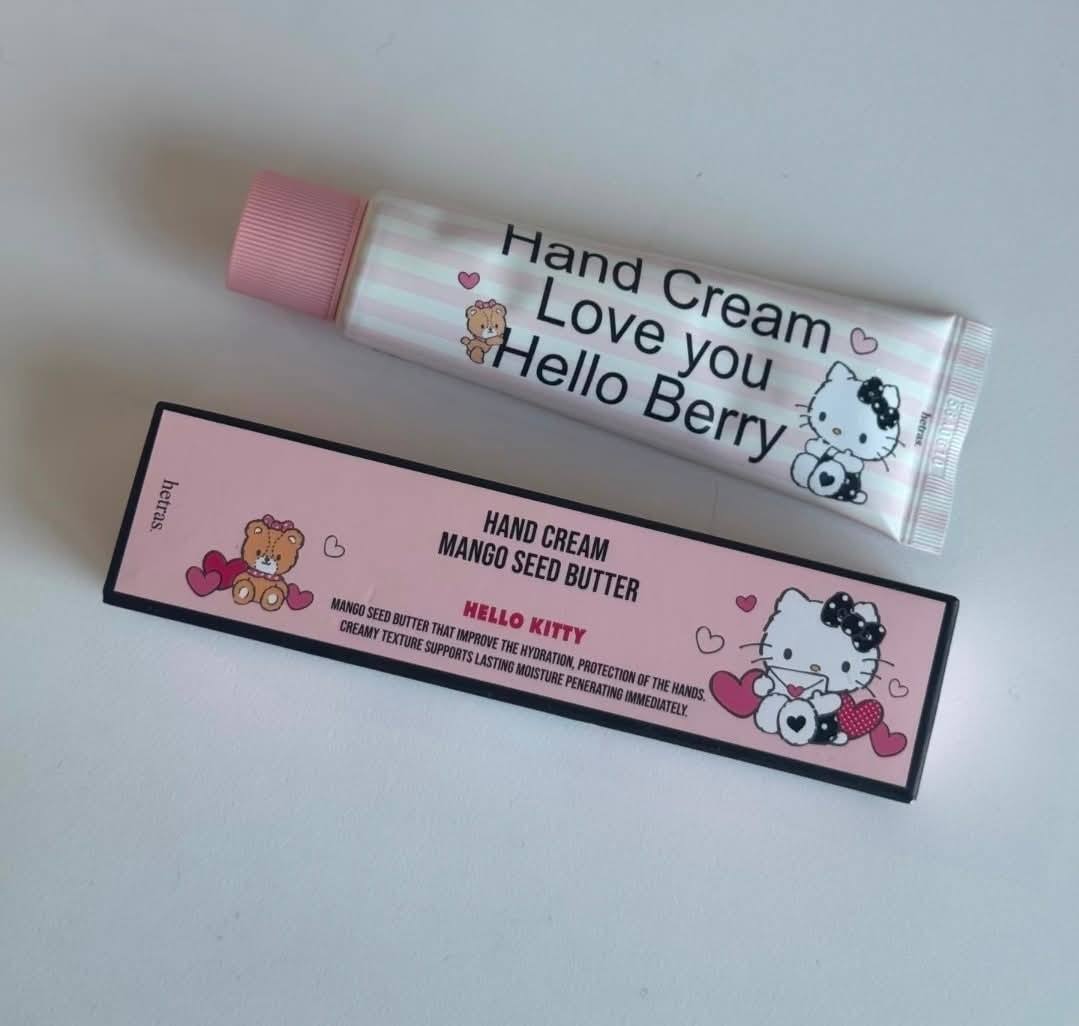 Hand Cream
Love you
Hello Berry
hetras.
hetras.
HAND CREAM
MANGO SEED BUTTER
HELLO KITTY
MANGO SEED BUTTER THAT IMPROVE THE HYDRATION, PROTECTION OF THE HANDS.
CREAMY TEXTURE SUPPORTS LASTING MOISTURE PENERATING IMMEDIATELY.